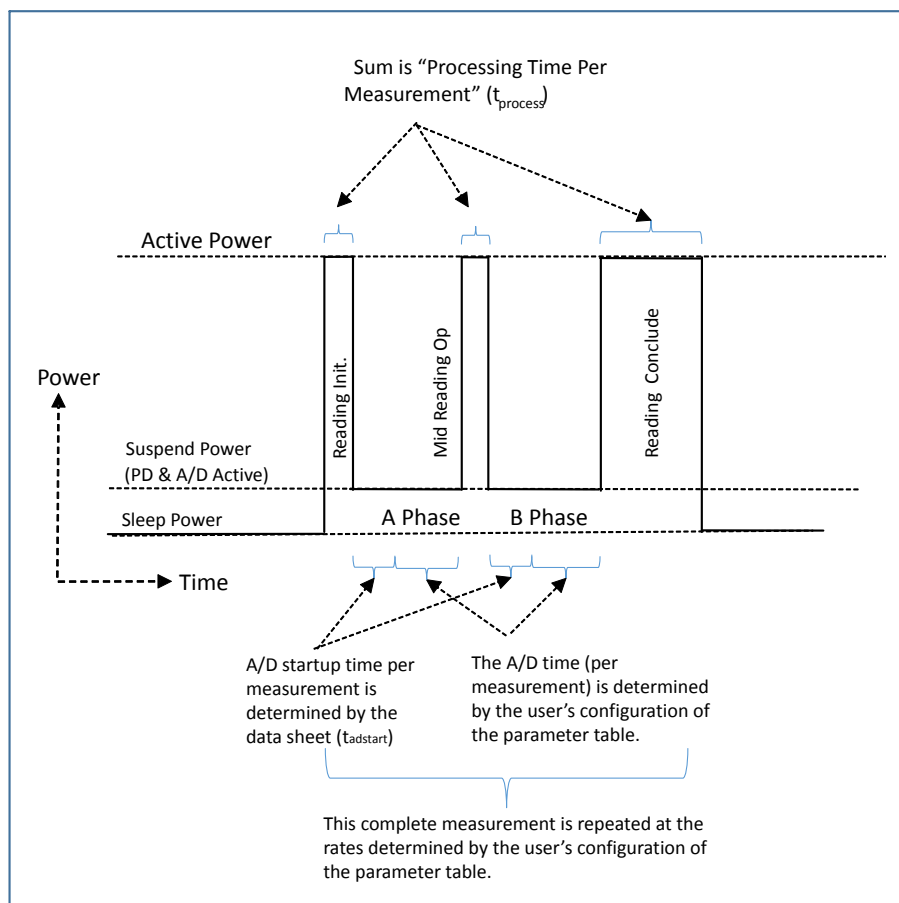 Sum is “Processing Time Per
Measurement” (tprocess)
Active Power
Reading Init.
Mid Reading Op
Reading Conclude
Power
Suspend Power
(PD & A/D Active)
Sleep Power
A Phase
B Phase
Time
A/D startup time per
measurement is
determined by the
data sheet (tadstart)
The A/D time (per
measurement) is determined
by the user’s configuration of
the parameter table.
This complete measurement is repeated at the
rates determined by the user’s configuration of
the parameter table.